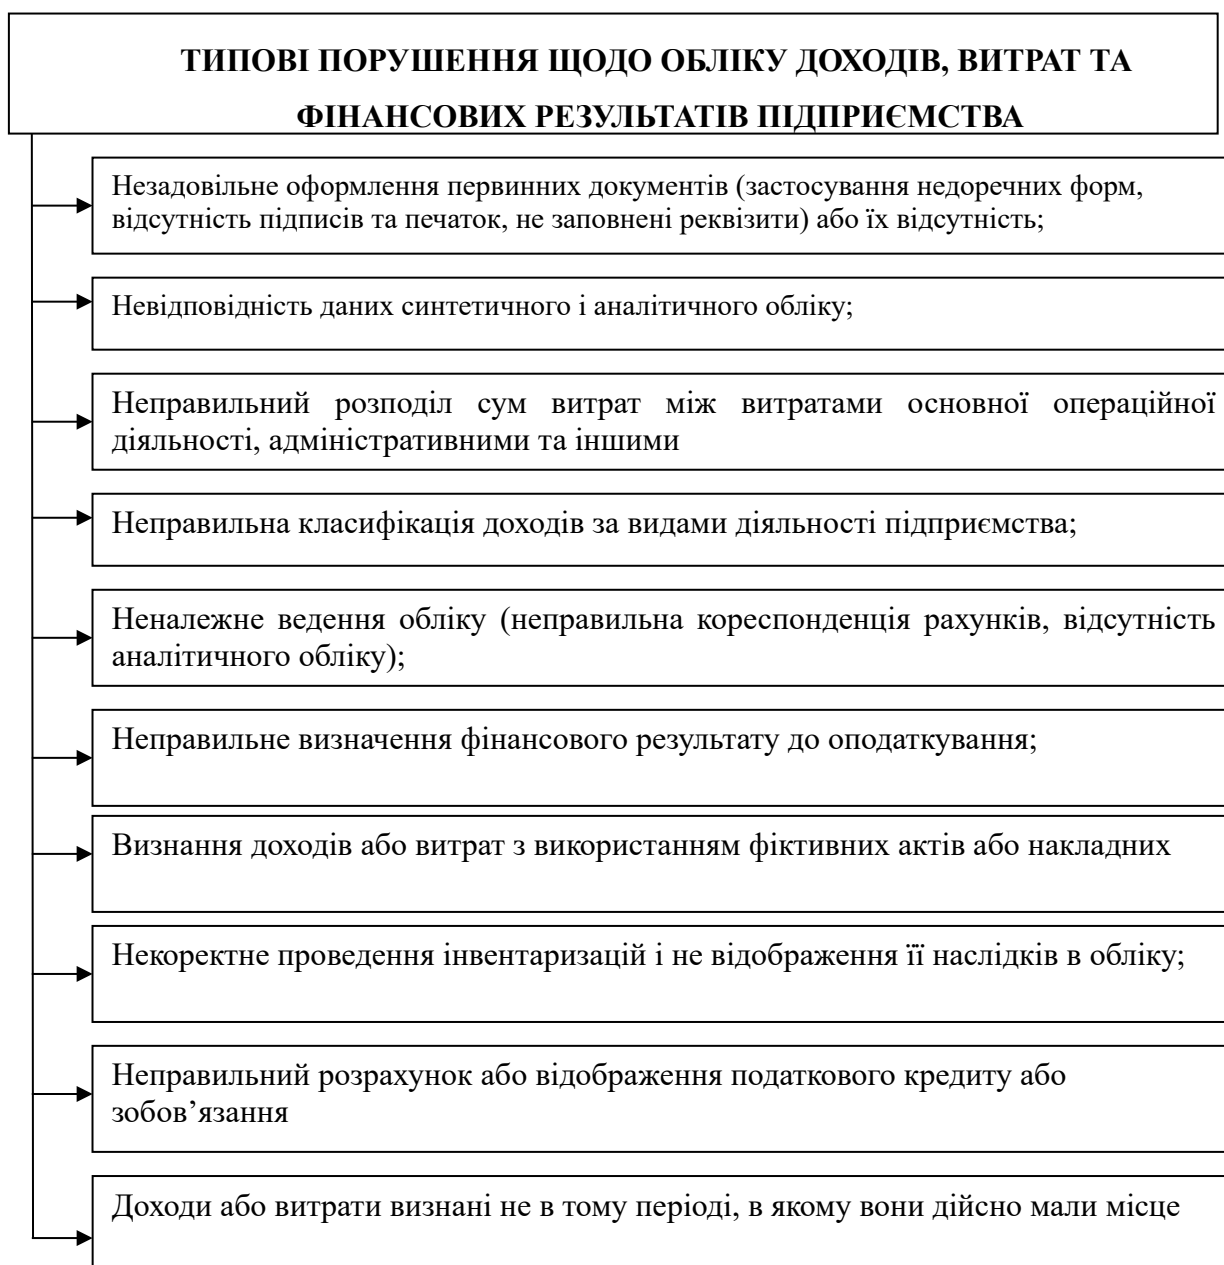 ТИПОВІ ПОРУШЕННЯ ЩОДО ОБЛІКУ ДОХОДІВ, ВИТРАТ ТА
ФІНАНСОВИХ РЕЗУЛЬТАТІВ ПІДПРИЄМСТВА
Незадовільне оформлення первинних документів (застосування недоречних форм,
відсутність підписів та печаток, не заповнені реквізити) або їх відсутність;
Невідповідність даних синтетичного і аналітичного обліку;
Неправильний розподіл сум витрат між витратами основної операційної
діяльності, адміністративними та іншими
Неправильна класифікація доходів за видами діяльності підприємства;
Неналежне ведення обліку (неправильна кореспонденція рахунків, відсутність
аналітичного обліку);
Неправильне визначення фінансового результату до оподаткування;
Визнання доходів або витрат з використанням фіктивних актів або накладних
Некоректне проведення інвентаризацій і не відображення її наслідків в обліку;
Неправильний розрахунок або відображення податкового кредиту або
зобов’язання
Доходи або витрати визнані не в тому періоді, в якому вони дійсно мали місце